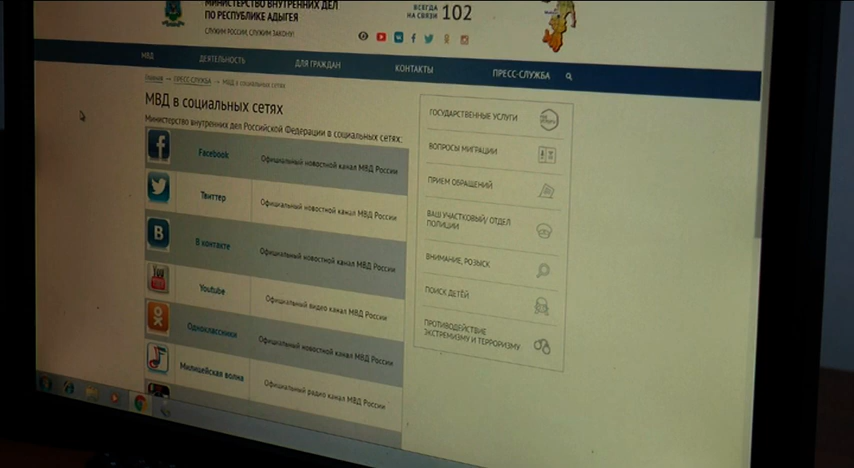 МИНИСТЕРСТВО ВНУТРЕННИХ ДЕЛ
ПО РЕСПУБЛИКЕ АДЫГЕЯ
СЛУЖИМ РОССИИ, СЛУЖИМ ЗАКОНУ!
ВСЕГДА
НА СВЯЗИ 102
МВД ДЕЯТЕЛЬНОСТЬ ДЛЯ ГРАЖДАН КОНТАКТЫ ПРЕСС-СЛУЖБА
Главная → ПРЕСС-СЛУЖБА → МВД в социальных сетях
МВД в социальных сетях
Министерство внутренних дел Российской Федерации в социальных сетях:
Facebook Официальный новостной канал МВД России
Твиттер Официальный новостной канал МВД России
В контакте Официальный новостной канал МВД России
Youtube Официальный видео канал МВД России
Одноклассники Официальный новостной канал МВД России
Милицейская волна Официальный радио канал МВД России
ГОСУДАРСТВЕННЫЕ УСЛУГИ
ВОПРОСЫ МИГРАЦИИ
ПРИЕМ ОБРАЩЕНИЙ
ВАШ УЧАСТКОВЫЙ/ ОТДЕЛ
ПОЛИЦИИ
ВНИМАНИЕ, РОЗЫСК
ПОИСК ДЕТЕЙ
ПРОТИВОДЕЙСТВИЕ
ЭКСТРЕМИЗМУ И ТЕРРОРИЗМУ